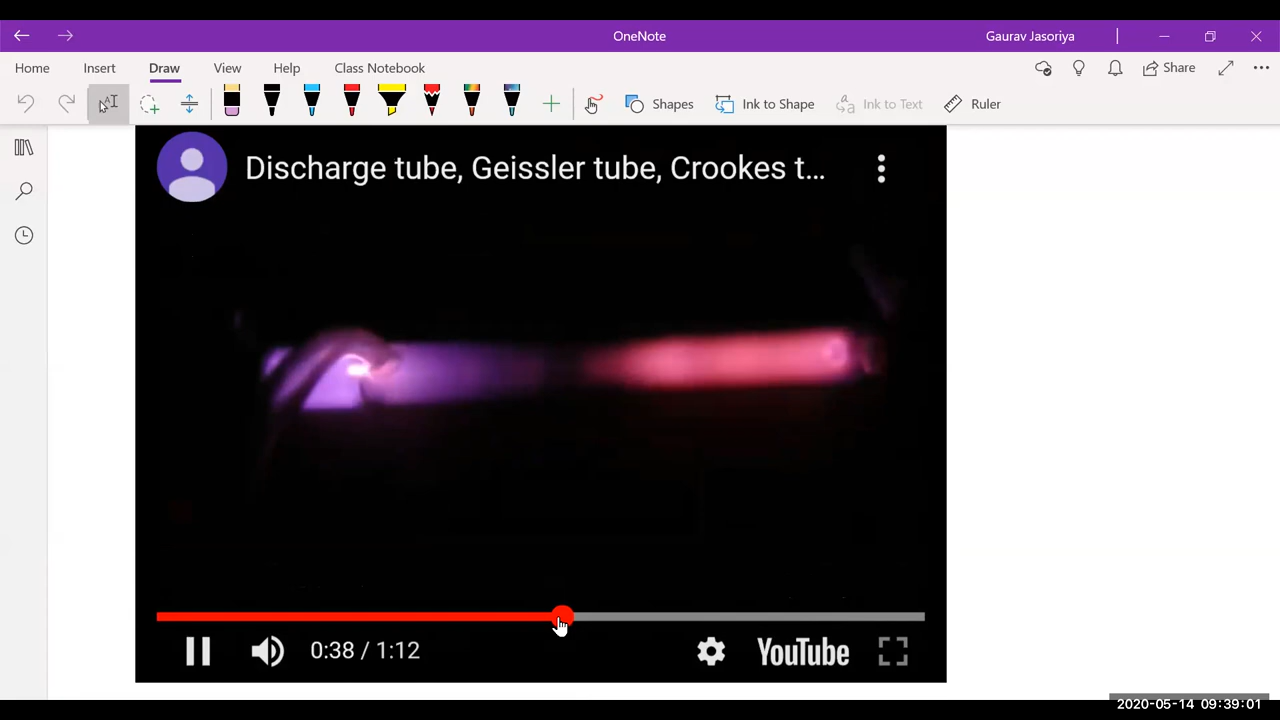 OneNote
Gaurav Jasoriya
Home Insert Draw View Help Class Notebook Share
Shapes Ink to Shape Ink to Text Ruler
Discharge tube, Geissler tube, Crookes t...
0:38 / 1:12 YouTube
2020-05-14 09:39:01